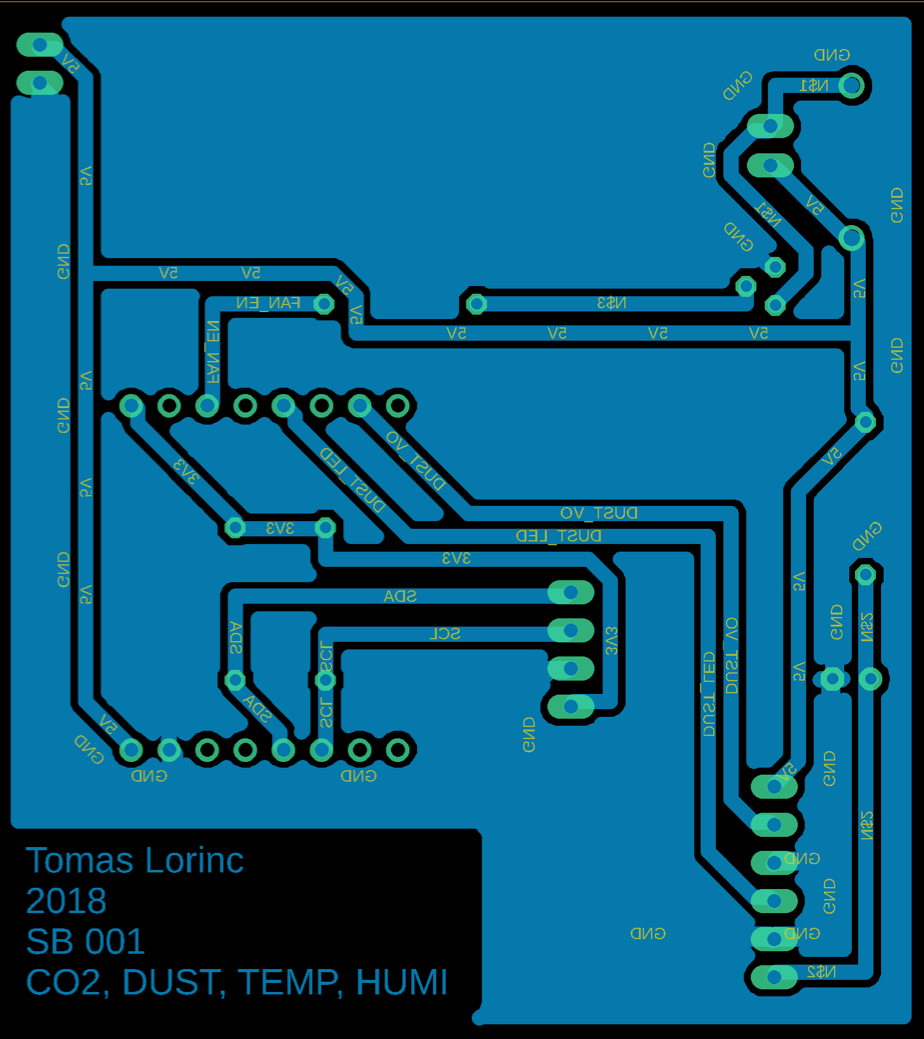 5V
GND
GND
N$1
GND
5V
GND
N$1
5V
GND
GND
5V
5V
5V
5V
FAN_EN
N$3
5V
5V
5V
5V
5V
5V
FAN_EN
GND
5V
5V
GND
DUST_VO
5V
3V3
DUST_LED
5V
DUST_VO
3V3
DUST_LED
GND
3V3
GND
5V
SDA
5V
GND
N$2
SCL
SDA
SCL
3V3
DUST_LED
DUST_VO
5V
SDA
SCL
5V
GND
GND
GND
GND
5V
GND
N$2
GND
GND
GND
GND
N$2
Tomas Lorinc
2018
SB 001
CO2, DUST, TEMP, HUMI